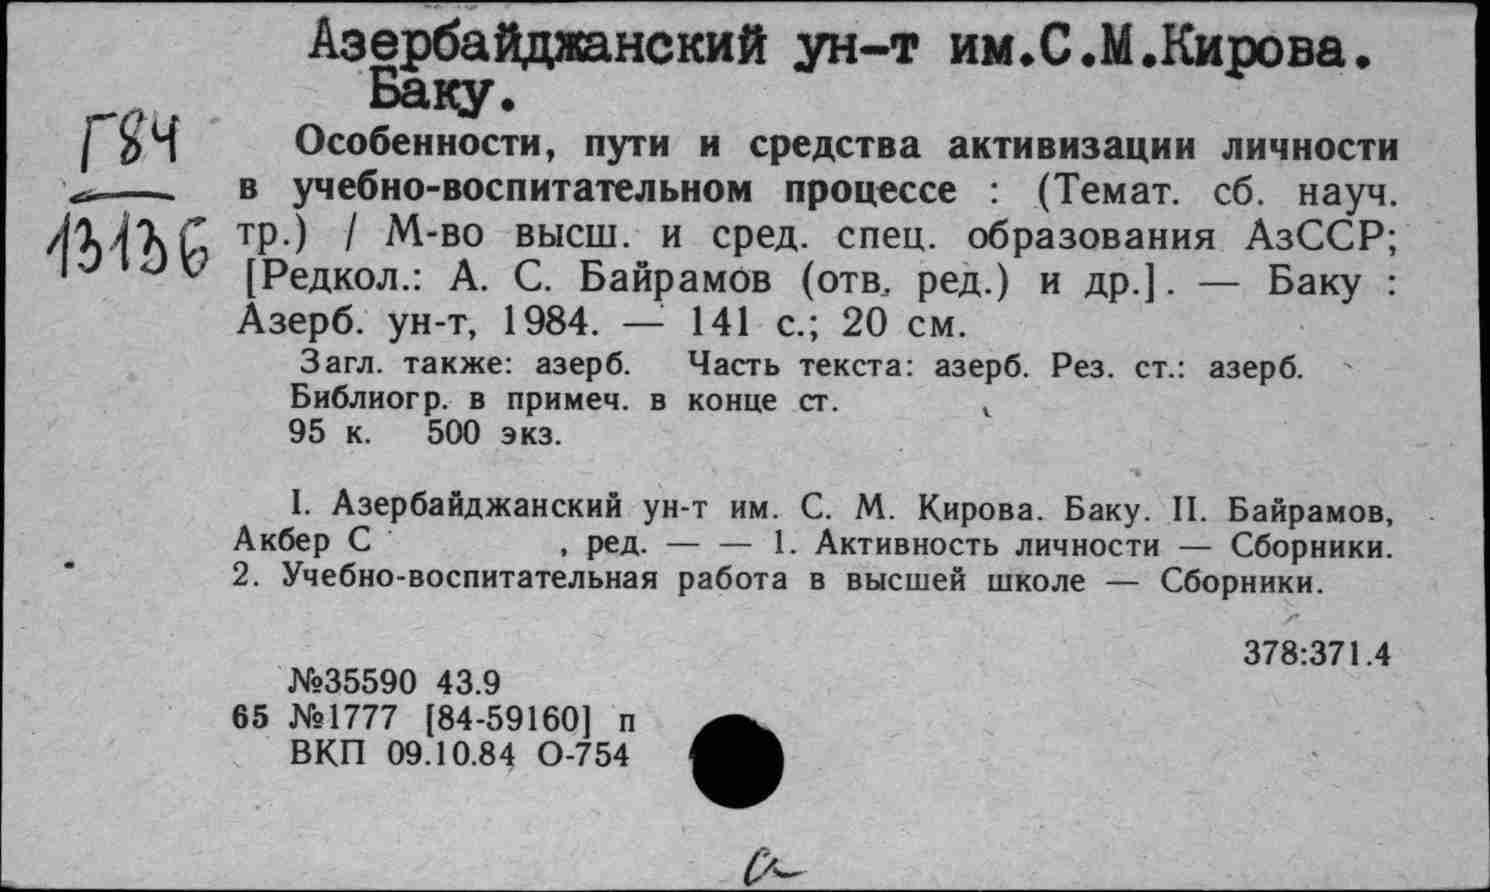 Азербайджанский ун-т им.С.М.Кирова.
Баку.
Г84
13136
Особенности, пути и средства активизации личности
в учебно-воспитательном процессе : (Темат. сб. науч.
тр.) / М-во высш. и сред. спец. образования АзССР;
[Редкол.: А. С. Байрамов (отв. ред.) и др.]. — Баку :
Азерб. ун-т, 1984. — 141 с.; 20 см.
Загл. также: азерб. Часть текста: азерб. Рез. ст.: азерб.
Библиогр. в примеч. в конце ст.
95 к. 500 экз.
I. Азербайджанский ун-т им. С. М. Кирова. Баку. II. Байрамов,
Акбер С , ред. — — 1. Активность личности — Сборники.
2. Учебно-воспитательная работа в высшей школе — Сборники.
378:371.4
№35590 43.9
65 №1777 [84-59160] п
ВКП 09.10.84 О-754